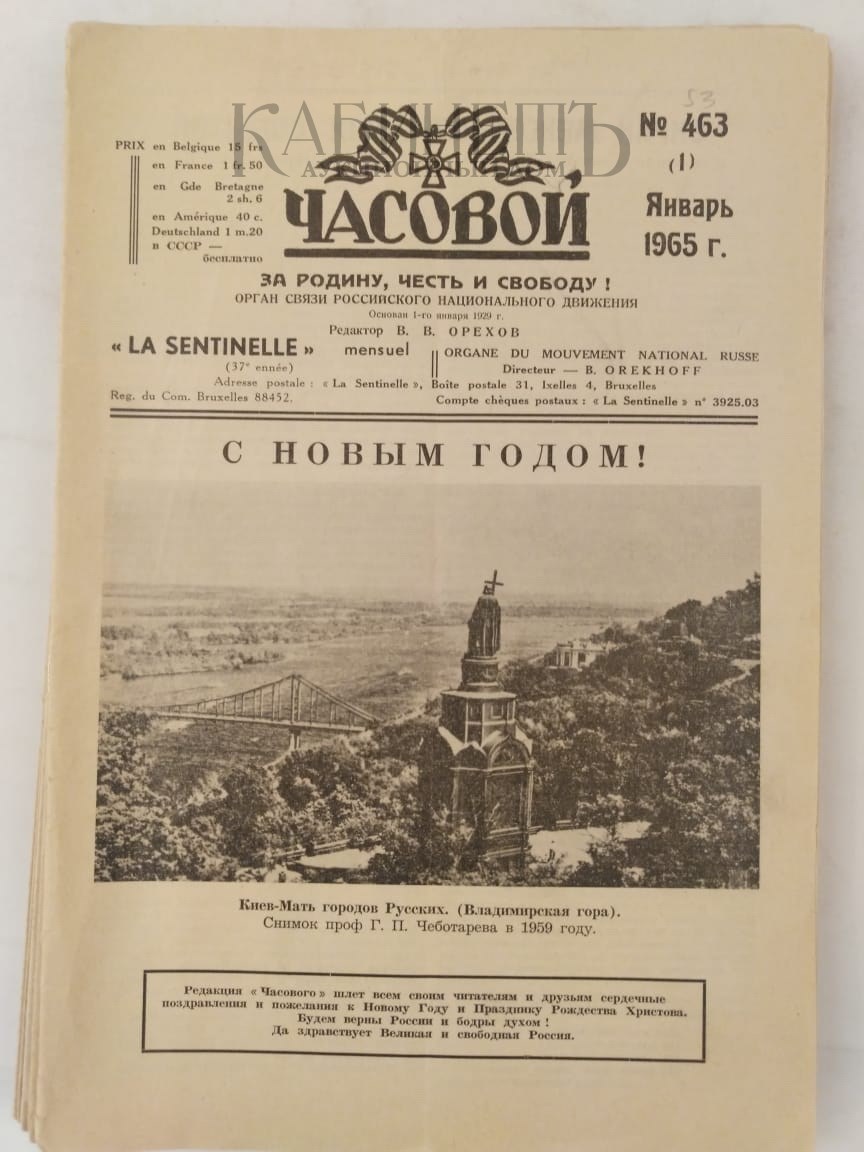 КАБИНЕТЪ
АУКЦИОННЫЙ ДОМ
53
PRIX en Belgique 15 frs
en France 1 fr. 50
en Gde Bretagne
2 sh. 6
en Amérique 40 c.
Deutschland 1 m.20
в СССР —
бесплатно
ЧАСОВОЙ
№ 463
(1)
Январь
1965 г.
ЗА РОДИНУ, ЧЕСТЬ И СВОБОДУ !
ОРГАН СВЯЗИ РОССИЙСКОГО НАЦИОНАЛЬНОГО ДВИЖЕНИЯ
Основан 1-го января 1929 г.
Редактор В. В. ОРЕХОВ
« LA SENTINELLE » mensuel
(37e ennée)
ORGANE DU MOUVEMENT NATIONAL RUSSE
Directeur — B. OREKHOFF
Adresse postale : « La Sentinelle », Boîte postale 31, Ixelles 4, Bruxelles
Reg. du Com. Bruxelles 88452. Compte chèques postaux : « La Sentinelle » n° 3925.03
С НОВЫМ ГОДОМ!
Киев-Мать городов Русских. (Владимирская гора).
Снимок проф Г. П. Чеботарева в 1959 году.
Редакция « Часового » шлет всем своим читателям и друзьям сердечные
поздравления и пожелания к Новому Году и Празднику Рождества Христова.
Будем верны России и бодры духом !
Да здравствует Великая и свободная Россия.